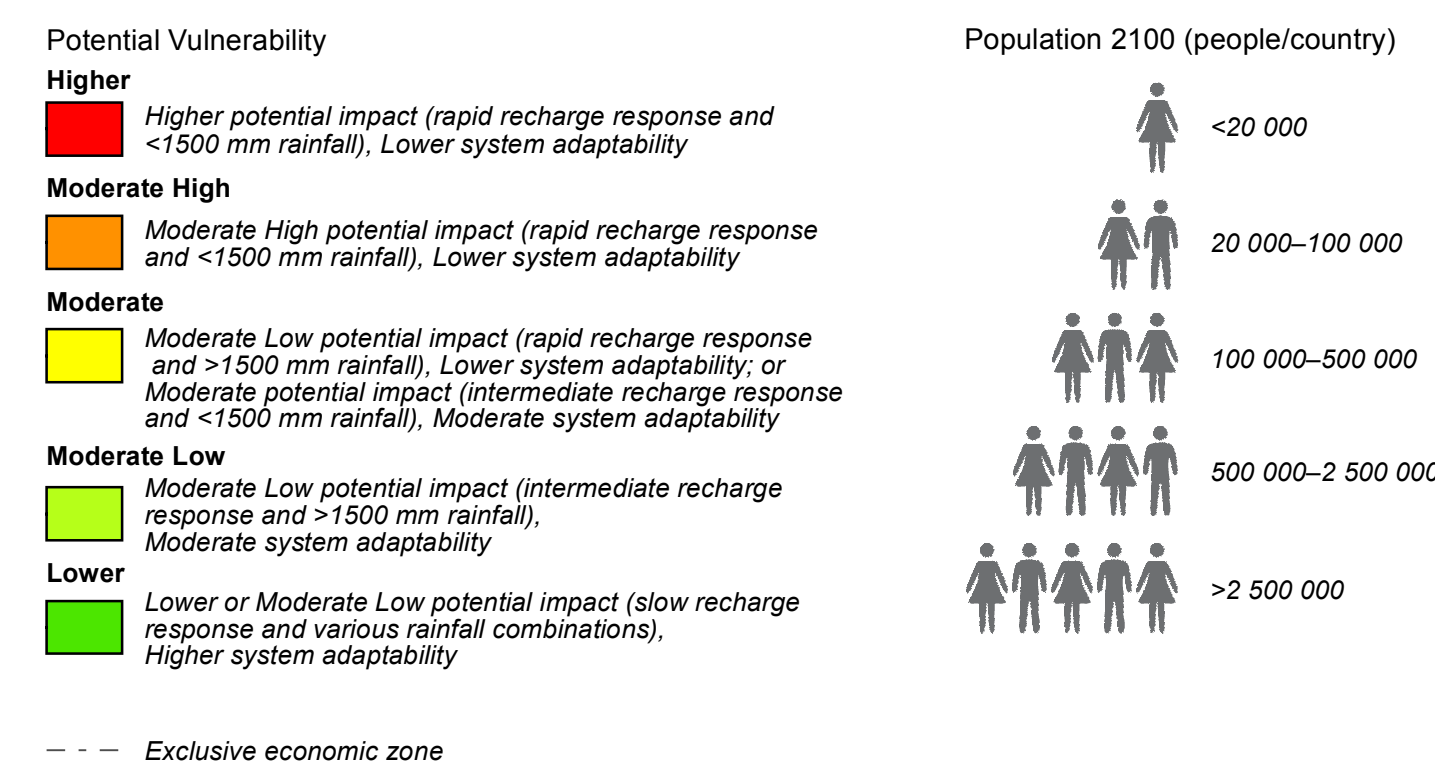 Potential Vulnerability
Higher
Higher potential impact (rapid recharge response and
<1500 mm rainfall), Lower system adaptability
Moderate High
Moderate High potential impact (rapid recharge response
and <1500 mm rainfall), Lower system adaptability
Moderate
Moderate Low potential impact (rapid recharge response
and >1500 mm rainfall), Lower system adaptability; or
Moderate potential impact (intermediate recharge response
and <1500 mm rainfall), Moderate system adaptability
Moderate Low
Moderate Low potential impact (intermediate recharge
response and >1500 mm rainfall),
Moderate system adaptability
Lower
Lower or Moderate Low potential impact (slow recharge
response and various rainfall combinations),
Higher system adaptability
Exclusive economic zone
Population 2100 (people/country)
<20 000
20 000–100 000
100 000–500 000
500 000–2 500 000
>2 500 000